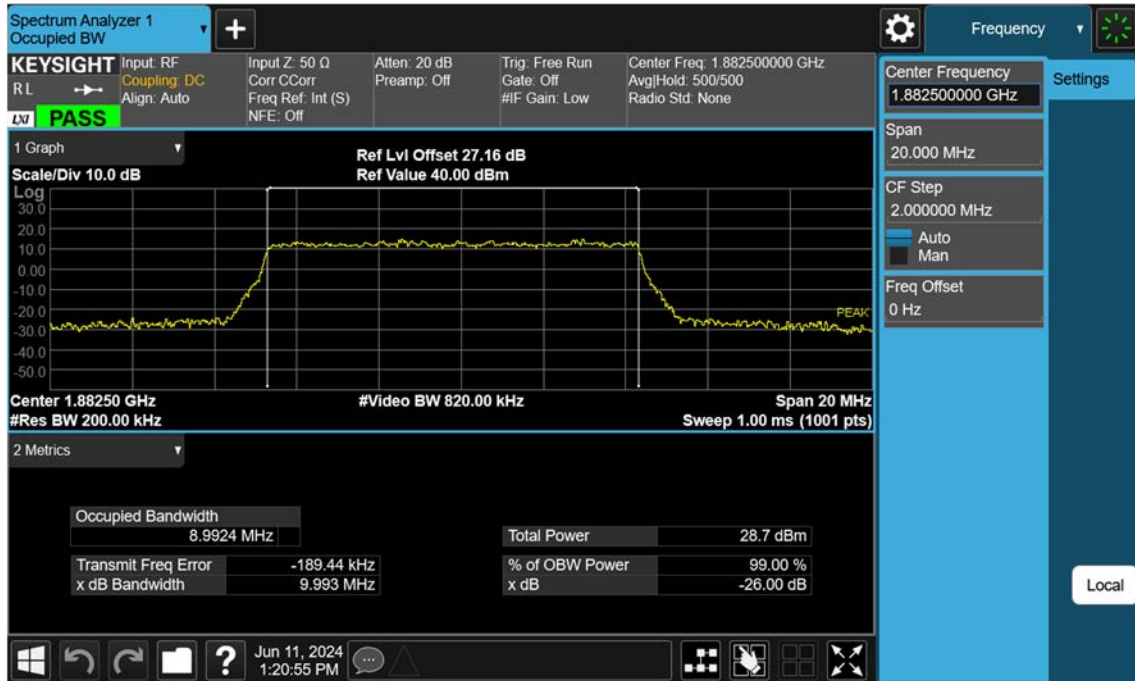 Spectrum Analyzer 1
Occupied BW
+
Frequency
KEYSIGHT
R L
LXI
PASS
Input: RF
Coupling: DC
Align: Auto
Input Z: 50 Ω
Corr CCorr
Freq Ref: Int (S)
NFE: Off
Atten: 20 dB
Preamp: Off
Trig: Free Run
Gate: Off
#IF Gain: Low
Center Freq: 1.882500000 GHz
Avg|Hold: 500/500
Radio Std: None
Center Frequency
1.882500000 GHz
Settings
Span
20.000 MHz
CF Step
2.000000 MHz
Auto
Man
Freq Offset
0 Hz
Local
1 Graph
Scale/Div 10.0 dB
Ref Lvl Offset 27.16 dB
Ref Value 40.00 dBm
Log
30.0
20.0
10.0
0.00
-10.0
-20.0
-30.0
-40.0
-50.0
PEAK
Center 1.88250 GHz
#Video BW 820.00 kHz
Span 20 MHz
#Res BW 200.00 kHz
Sweep 1.00 ms (1001 pts)
2 Metrics
Occupied Bandwidth
8.9924 MHz
Total Power 28.7 dBm
Transmit Freq Error -189.44 kHz
% of OBW Power 99.00 %
x dB Bandwidth 9.993 MHz
x dB -26.00 dB
?
Jun 11, 2024
1:20:55 PM